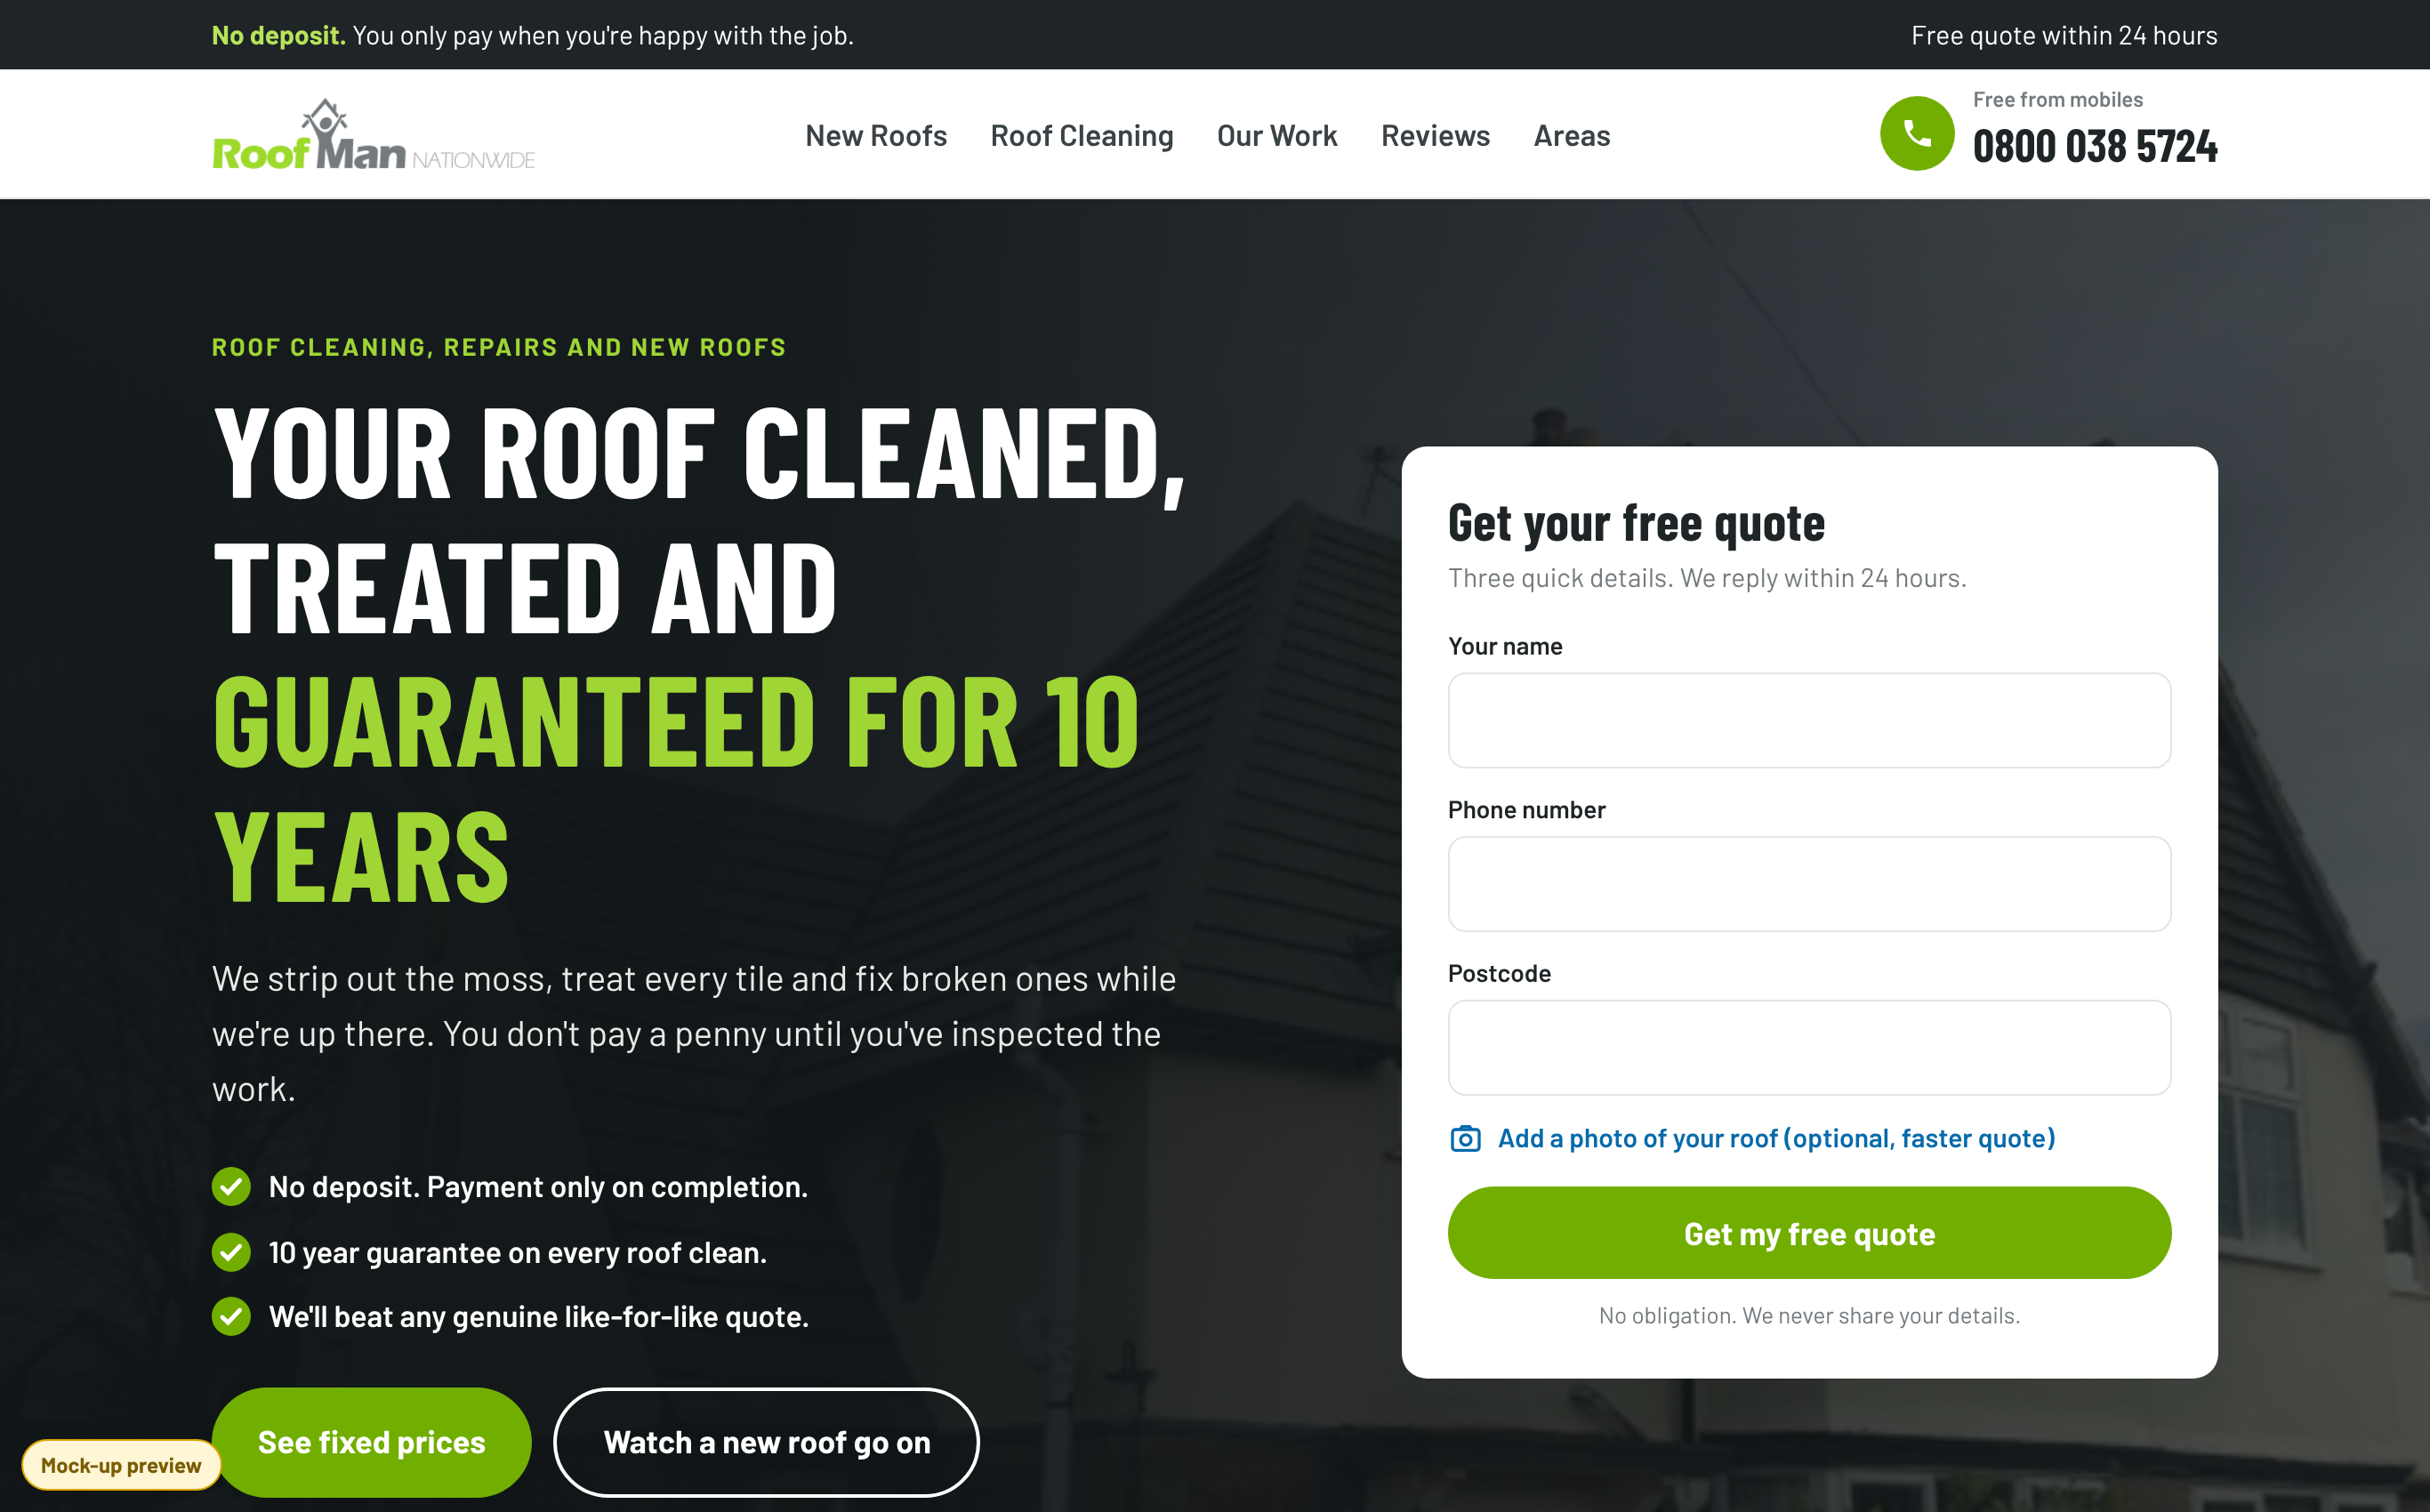 No deposit. You only pay when you're happy with the job.
Free quote within 24 hours
RoofMan NATIONWIDE
New Roofs
Roof Cleaning
Our Work
Reviews
Areas
Free from mobiles
0800 038 5724
ROOF CLEANING, REPAIRS AND NEW ROOFS
YOUR ROOF CLEANED,
TREATED AND
GUARANTEED FOR 10
YEARS
We strip out the moss, treat every tile and fix broken ones while
we're up there. You don't pay a penny until you've inspected the
work.
No deposit. Payment only on completion.
10 year guarantee on every roof clean.
We'll beat any genuine like-for-like quote.
See fixed prices
Watch a new roof go on
Mock-up preview
Get your free quote
Three quick details. We reply within 24 hours.
Your name
Phone number
Postcode
Add a photo of your roof (optional, faster quote)
Get my free quote
No obligation. We never share your details.